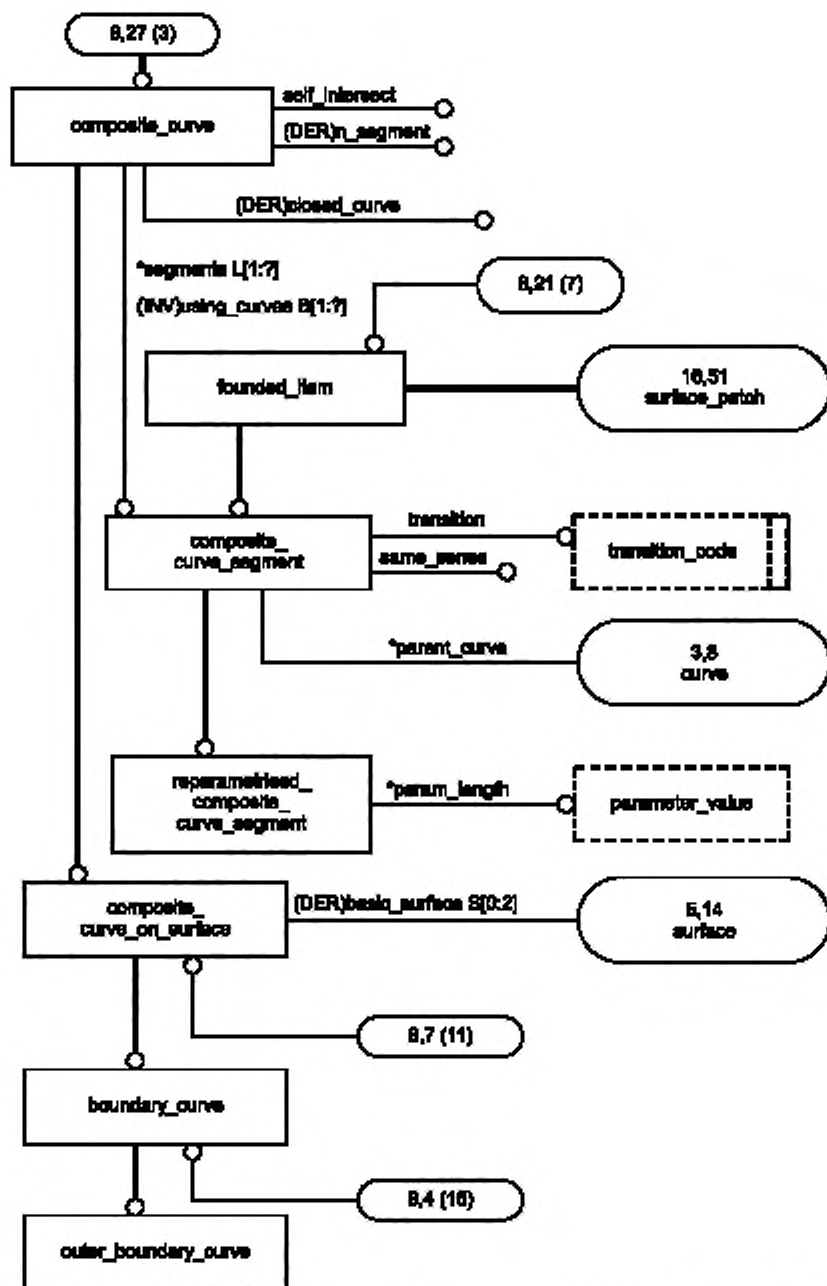 8,27 (3)
self_intersect
composite_curve
(DER)n_segment
(DER)closed_curve
*segments L[1:?]
(INV)using_curves B[1:?]
8,21 (7)
founded_item
16,51
surface_patch
composite_
curve_segment
transition
same_sense
transition_code
*parent_curve
3,8
curve
reparametrised_
composite_
curve_segment
*param_length
parameter_value
composite_
curve_on_surface
(DER)basic_surface S[0:2]
5,14
surface
8,7 (11)
boundary_curve
8,4 (16)
outer_boundary_curve